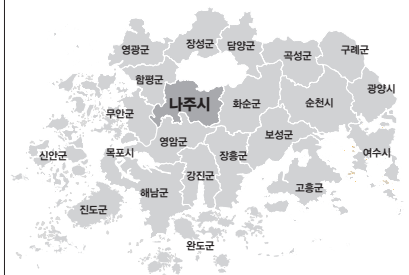 영광군
장성군
담양군
곡성군
구례군
함평군
광양시
나주시
화순군
순천시
무안군
보성군
영암군
목포시
장흥군
신안군
여수시
강진군
해남군
고흥군
진도군
완도군